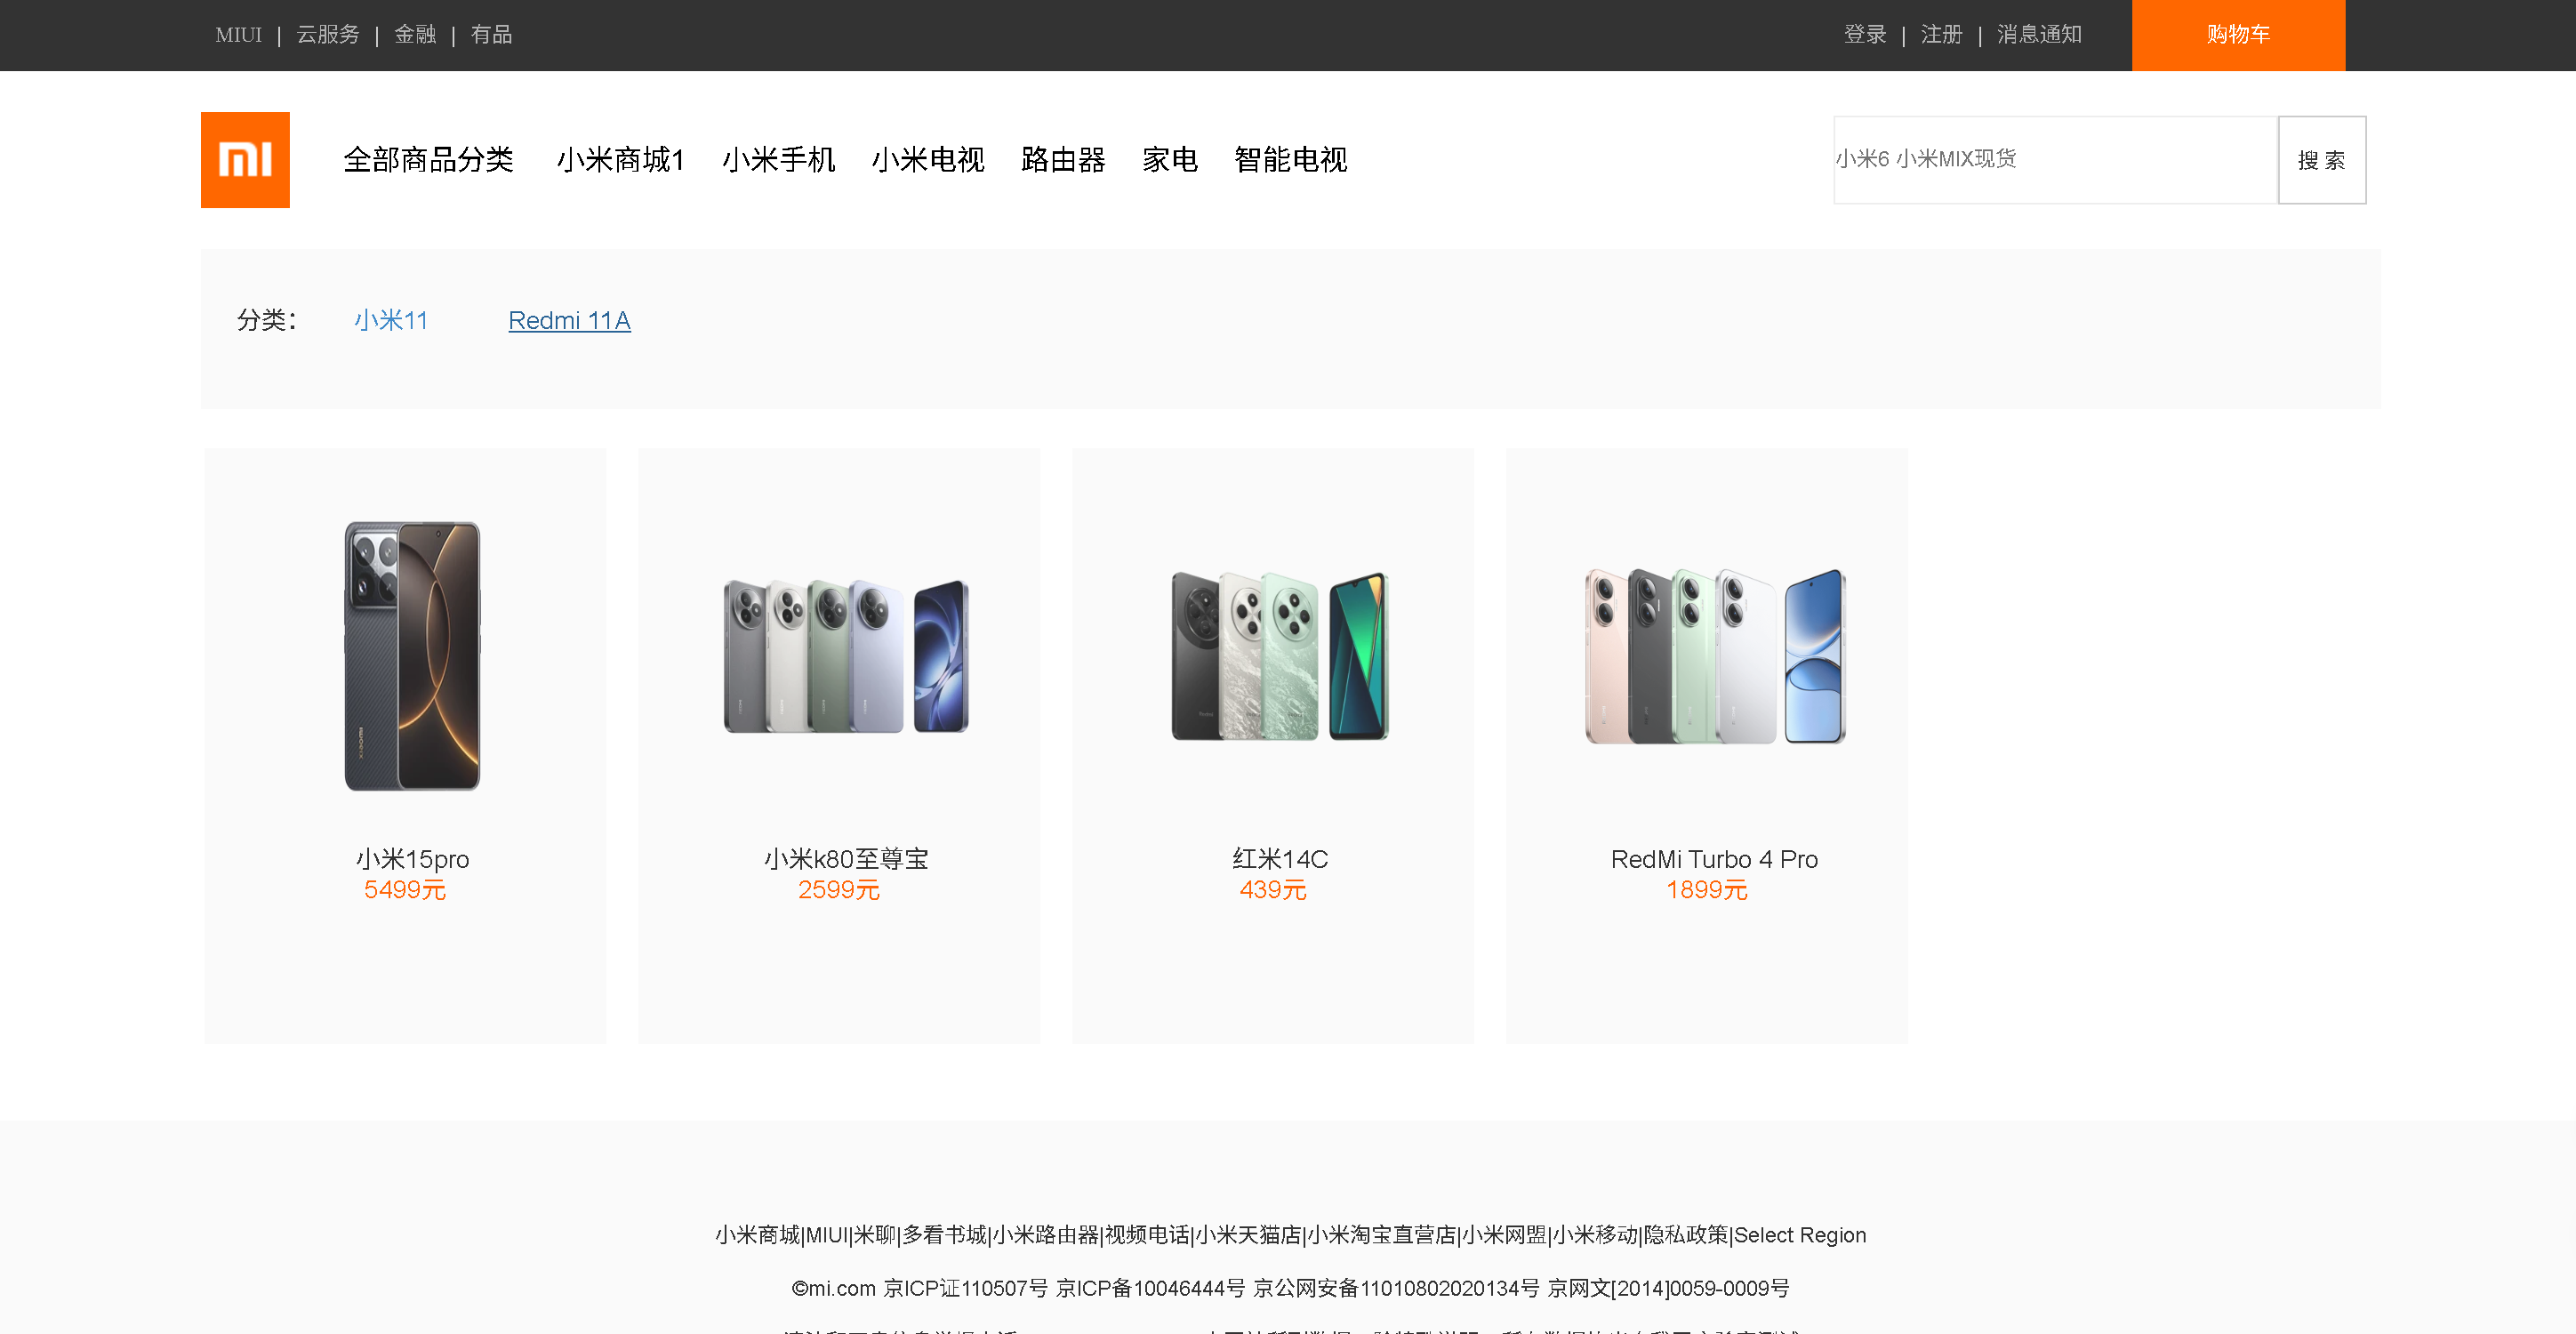 MIUI | 云服务 | 金融 | 有品
登录 | 注册 | 消息通知
购物车
mi
全部商品分类 小米商城1 小米手机 小米电视 路由器 家电 智能电视
小米6 小米MIX现货
搜 索
分类： 小米11 Redmi 11A
小米15pro
5499元
小米k80至尊宝
2599元
红米14C
439元
RedMi Turbo 4 Pro
1899元
小米商城|MIUI|米聊|多看书城|小米路由器|视频电话|小米天猫店|小米淘宝直营店|小米网盟|小米移动|隐私政策|Select Region
©mi.com 京ICP证110507号 京ICP备10046444号 京公网安备11010802020134号 京网文[2014]0059-0009号